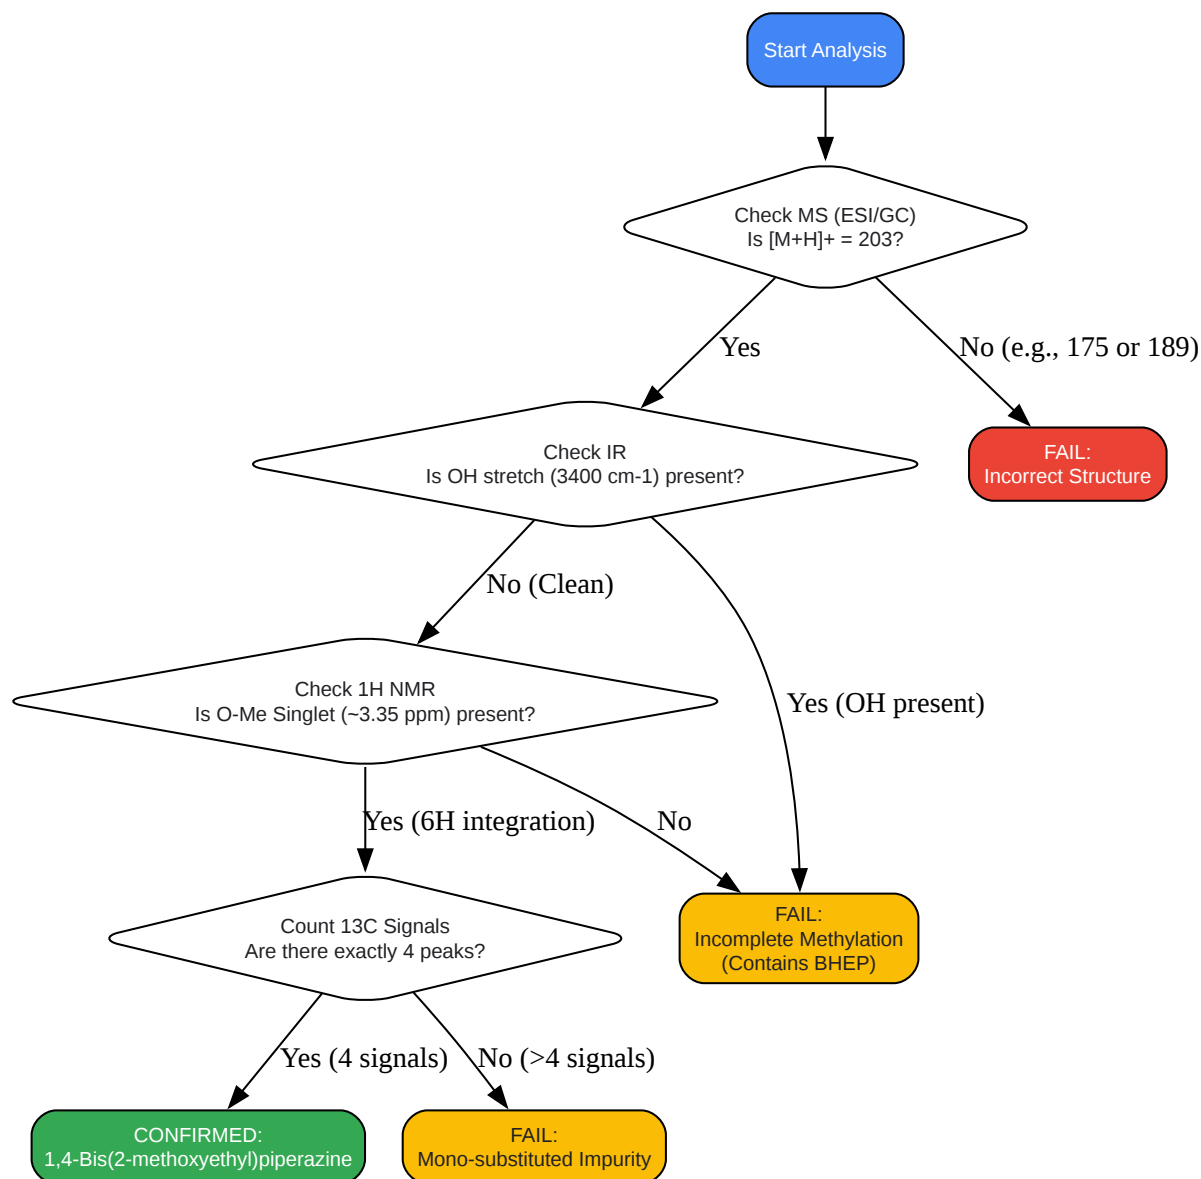 Start Analysis
Check MS (ESI/GC)
Is [M+H]+ = 203?
Yes
No (e.g., 175 or 189)
Check IR
Is OH stretch (3400 cm-1) present?
FAIL:
Incorrect Structure
No (Clean)
Yes (OH present)
Check 1H NMR
Is O-Me Singlet (~3.35 ppm) present?
Yes (6H integration)
No
Count 13C Signals
Are there exactly 4 peaks?
FAIL:
Incomplete Methylation
(Contains BHEP)
Yes (4 signals)
No (>4 signals)
CONFIRMED:
1,4-Bis(2-methoxyethyl)piperazine
FAIL:
Mono-substituted Impurity